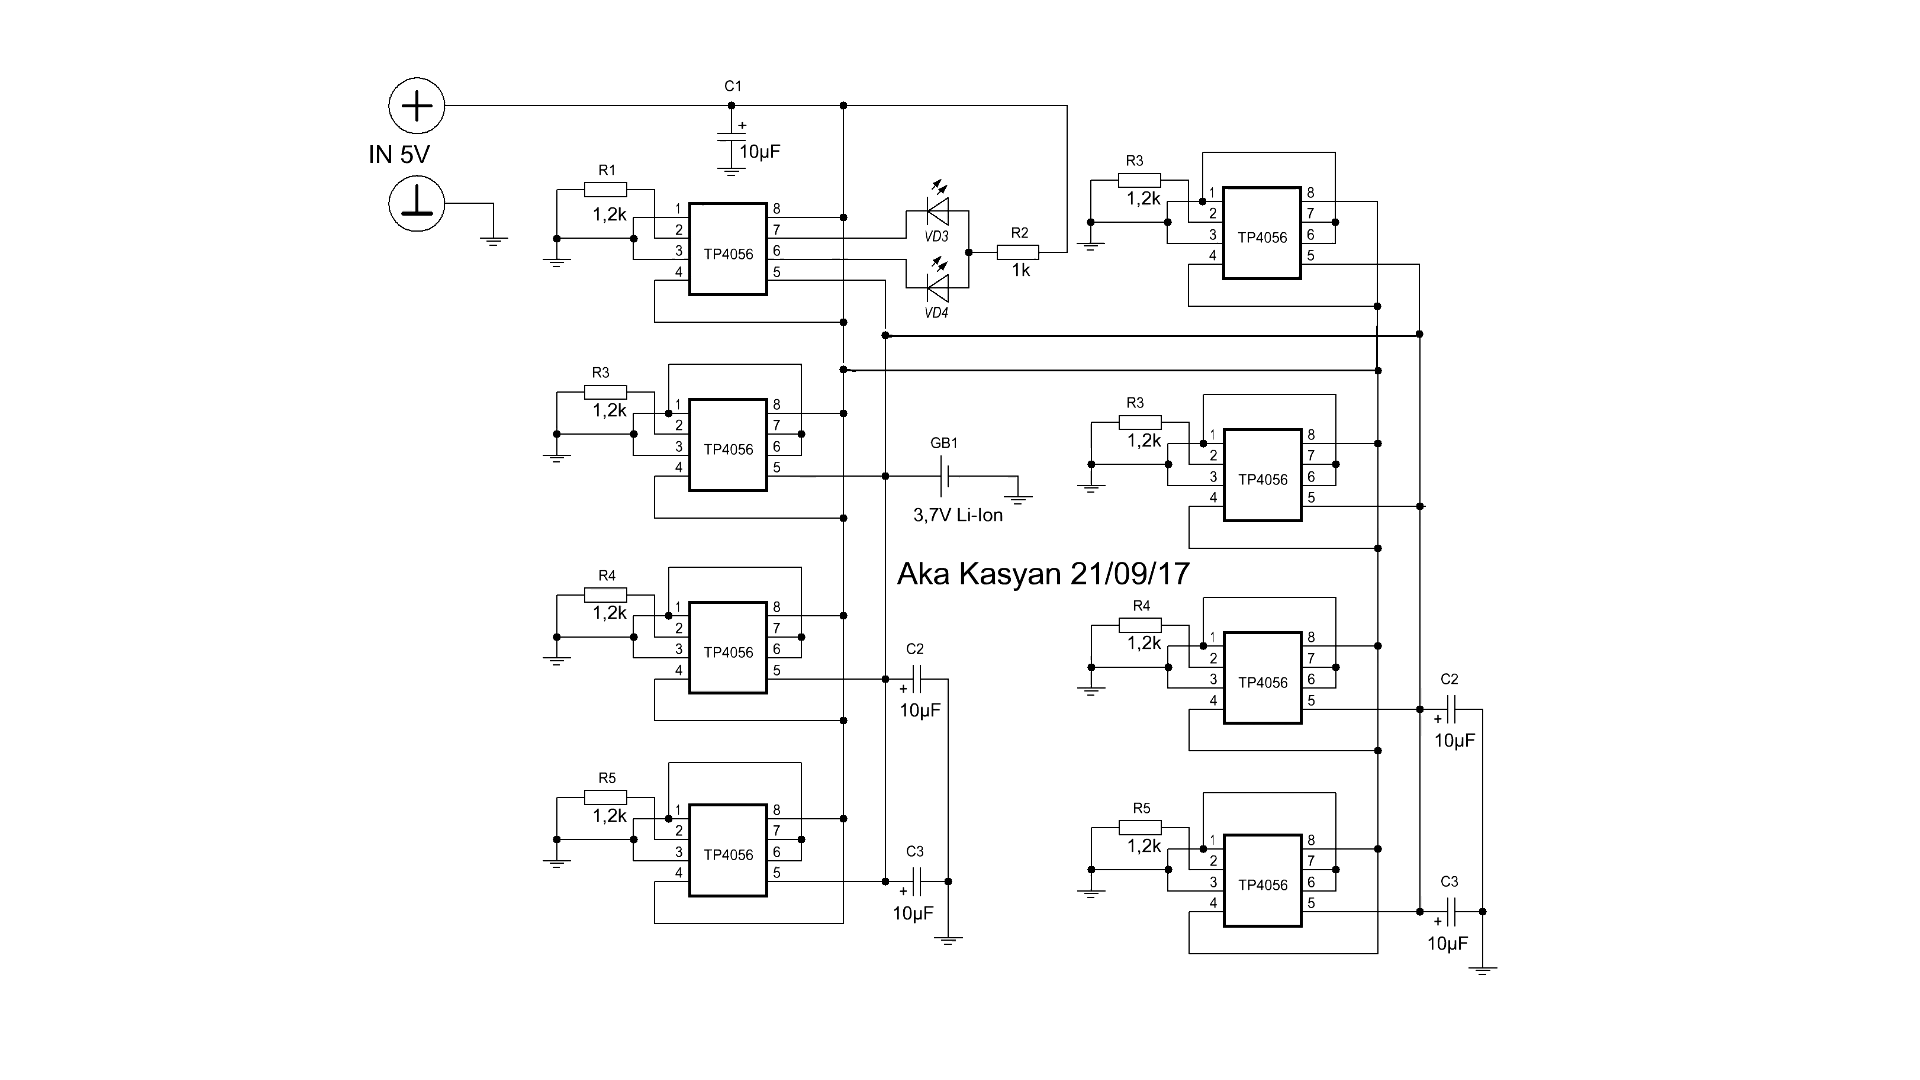 C1
10µF
IN 5V
R1
1,2k
1
2
3
4
TP4056
8
7
6
5
VD3
VD4
R2
1k
R3
1,2k
1
2
3
4
TP4056
8
7
6
5
R3
1,2k
1
2
3
4
TP4056
8
7
6
5
GB1
3,7V Li-Ion
R3
1,2k
1
2
3
4
TP4056
8
7
6
5
Aka Kasyan 21/09/17
R4
1,2k
1
2
3
4
TP4056
8
7
6
5
C2
+
10µF
R4
1,2k
1
2
3
4
TP4056
8
7
6
5
C2
+
10µF
R5
1,2k
1
2
3
4
TP4056
8
7
6
5
C3
+
10µF
R5
1,2k
1
2
3
4
TP4056
8
7
6
5
C3
+
10µF